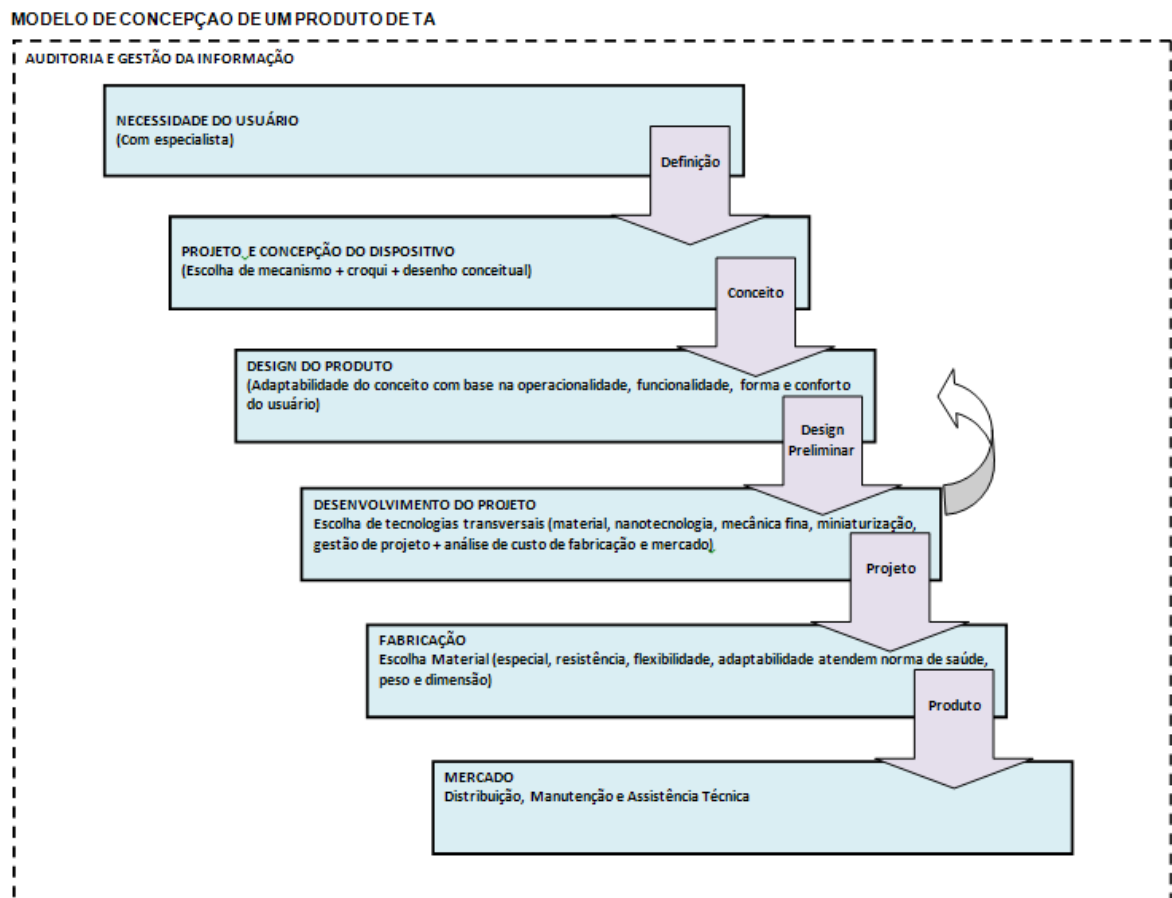 MODELO DE CONCEPÇAO DE UM PRODUTO DE TA
AUDITORIA E GESTÃO DA INFORMAÇÃO
NECESSIDADE DO USUÁRIO
(Com especialista)
Definição
PROJETO E CONCEPÇÃO DO DISPOSITIVO
(Escolha de mecanismo + croqui + desenho conceitual)
Conceito
DESIGN DO PRODUTO
(Adaptabilidade do conceito com base na operacionalidade, funcionalidade, forma e conforto
do usuário)
Design
Preliminar
DESENVOLVIMENTO DO PROJETO
Escolha de tecnologias transversais (material, nanotecnologia, mecânica fina, miniaturização,
gestão de projeto + análise de custo de fabricação e mercado)
Projeto
FABRICAÇÃO
Escolha Material (especial, resistência, flexibilidade, adaptabilidade atendem norma de saúde,
peso e dimensão)
Produto
MERCADO
Distribuição, Manutenção e Assistência Técnica